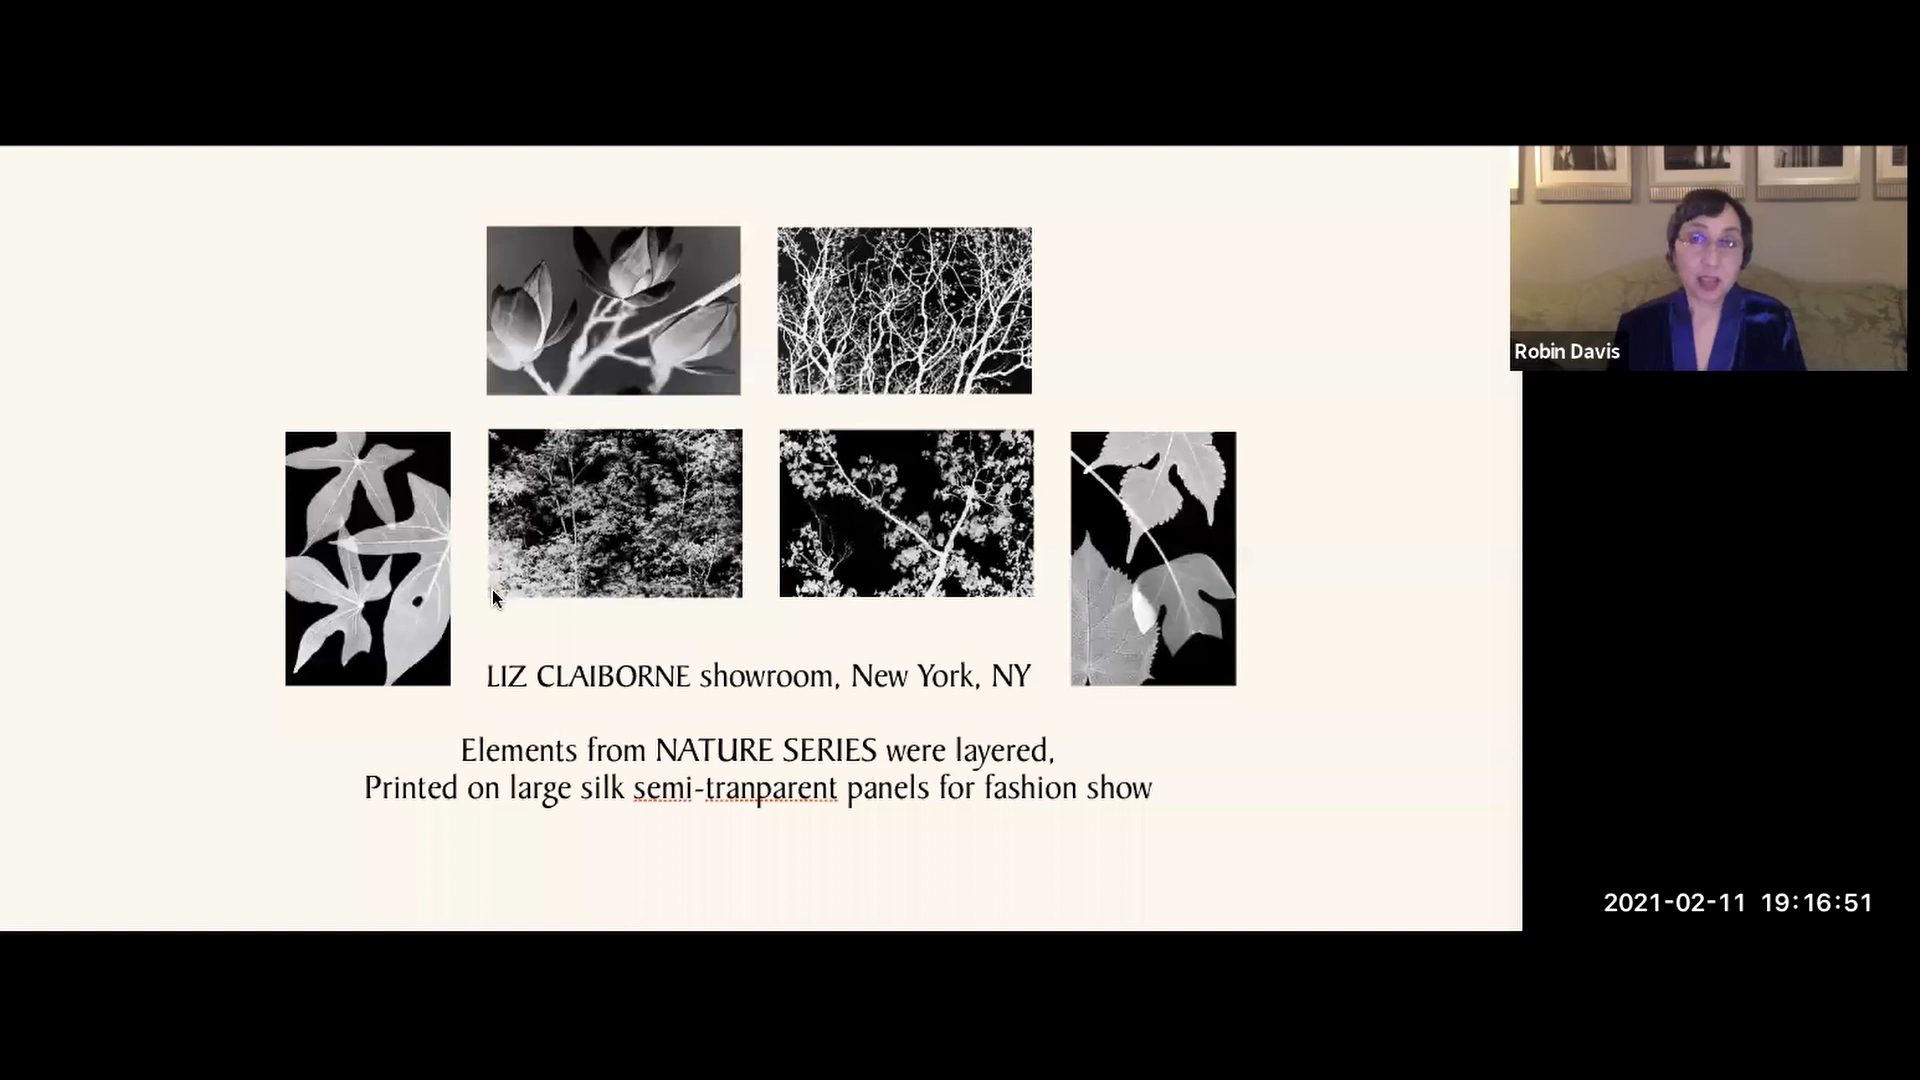 Robin Davis
LIZ CLAIBORNE showroom, New York, NY
Elements from NATURE SERIES were layered,
Printed on large silk semi-tranparent panels for fashion show
2021-02-11 19:16:51